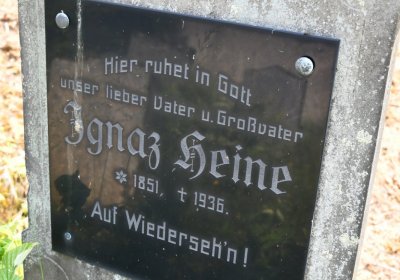 Hier ruhet in Gott
unser lieber Vater u. Großvater
Ignaz Heine
* 1851. † 1936.
Auf Wiederseh'n!